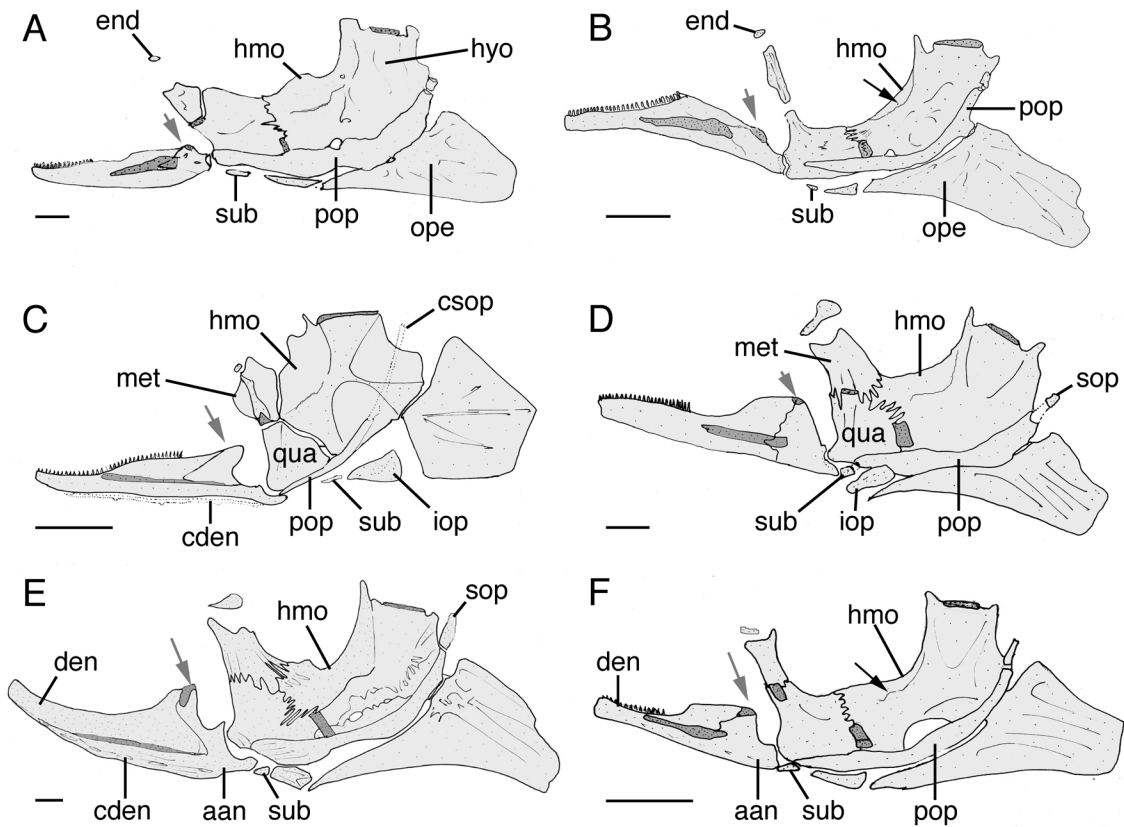 A
end
hmo
hyo
sub
pop
ope
B
end
hmo
pop
sub
ope
C
hmo
csop
met
qua
pop
sub
iop
cden
D
hmo
met
sop
qua
sub
iop
pop
E
hmo
sop
den
cden
aan
sub
F
hmo
den
aan
sub
pop